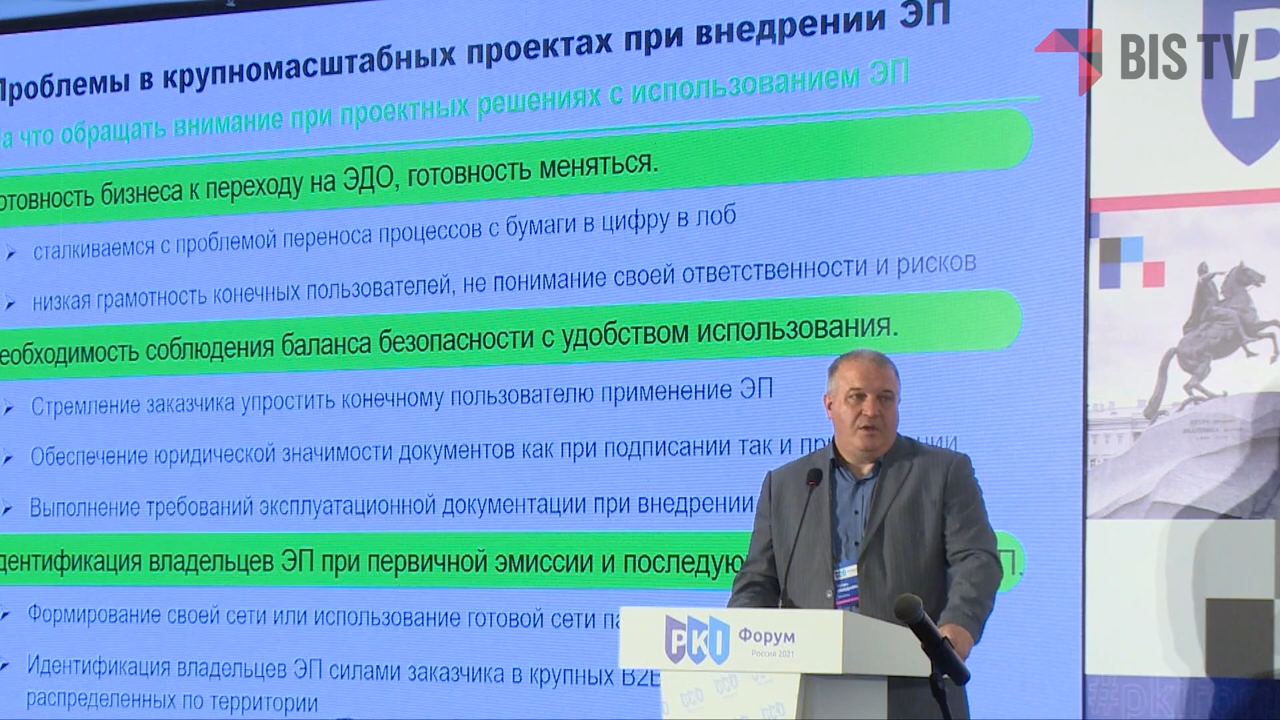 Проблемы в крупномасштабных проектах при внедрении ЭП
На что обращать внимание при проектных решениях с использованием ЭП
отовность бизнеса к переходу на ЭДО, готовность меняться.
сталкиваемся с проблемой переноса процессов с бумаги в цифру в лоб
низкая грамотность конечных пользователей, не понимание своей ответственности и рисков
еобходимость соблюдения баланса безопасности с удобством использования.
Стремление заказчика упростить конечному пользователю применение ЭП
Обеспечение юридической значимости документов как при подписании так и
Выполнение требований эксплуатационной документации при внедрении
дентификация владельцев ЭП при первичной эмиссии и
Формирование своей сети или использование готовой сети
Идентификация владельцев ЭП силами заказчика в крупных
распределенных по территории
BIS TV
PKI Форум
Россия 2021